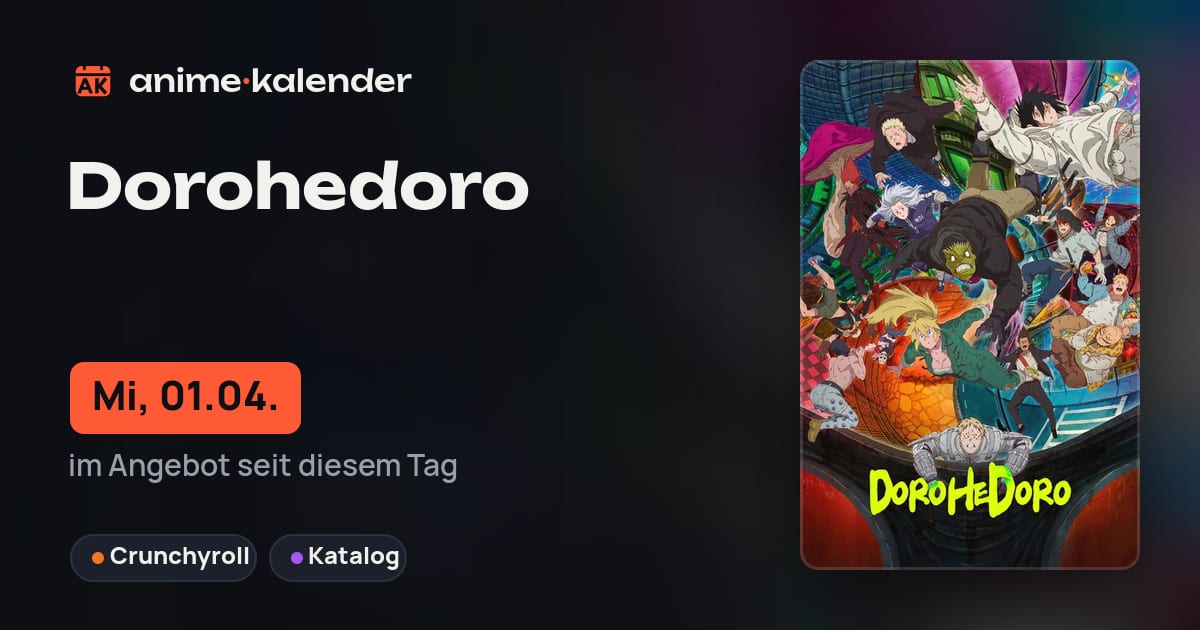 AK
anime·kalender
Dorohedoro
Mi, 01.04.
im Angebot seit diesem Tag
Crunchyroll
Katalog
DOROHEDORO